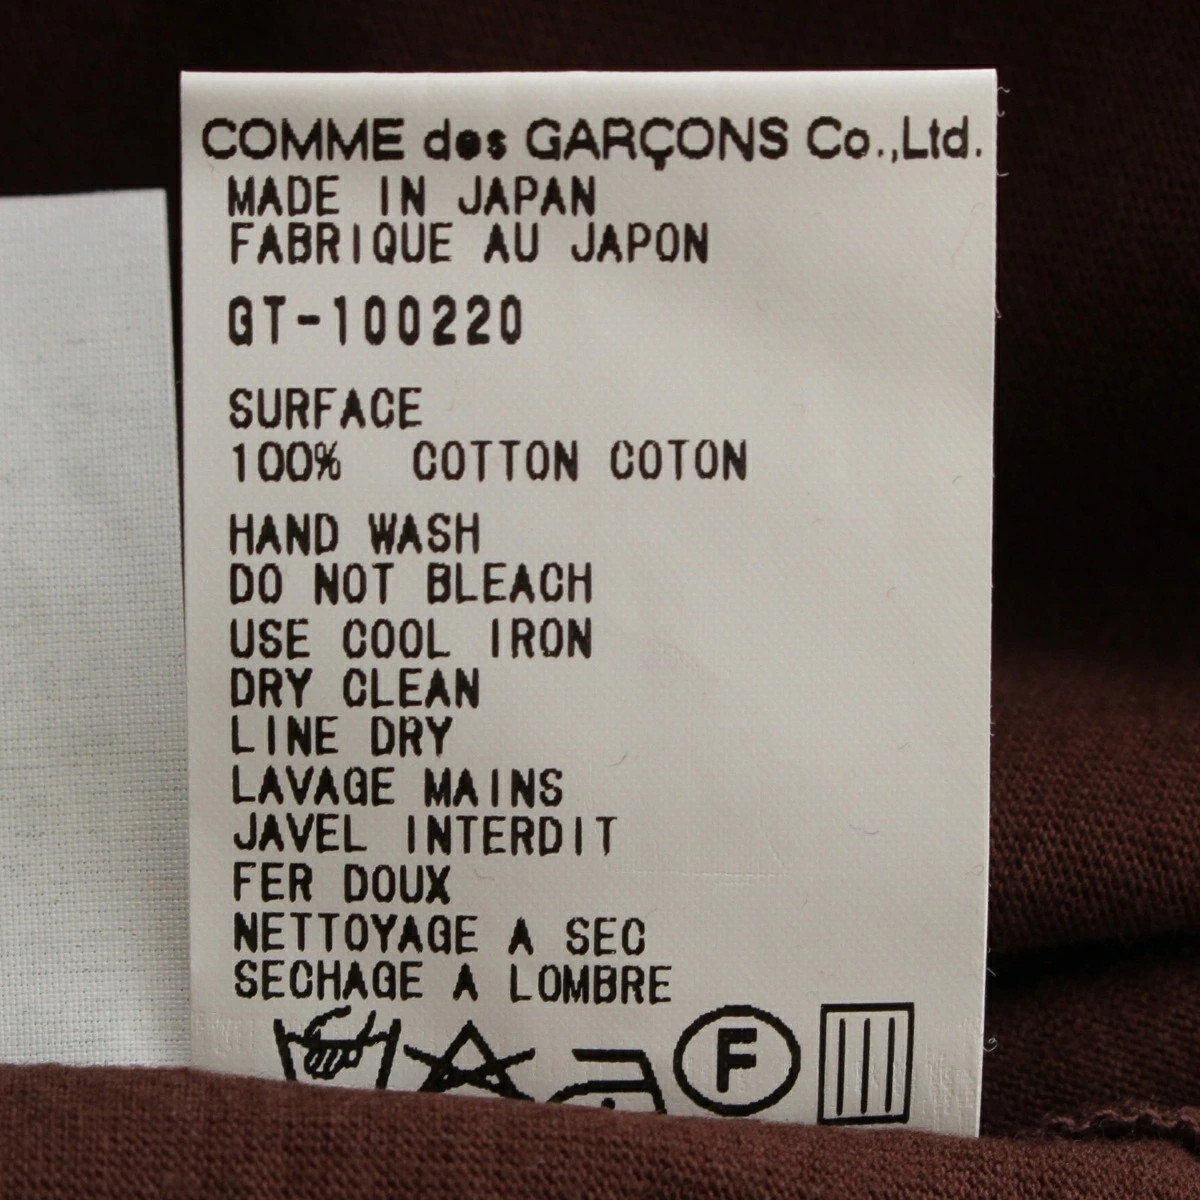 COMME des GARÇONS Co.,Ltd.
MADE IN JAPAN
FABRIQUE AU JAPON
GT-100220
SURFACE
100% COTTON COTON
HAND WASH
DO NOT BLEACH
USE COOL IRON
DRY CLEAN
LINE DRY
LAVAGE MAINS
JAVEL INTERDIT
FER DOUX
NETTOYAGE A SEC
SECHAGE A LOMBRE
F